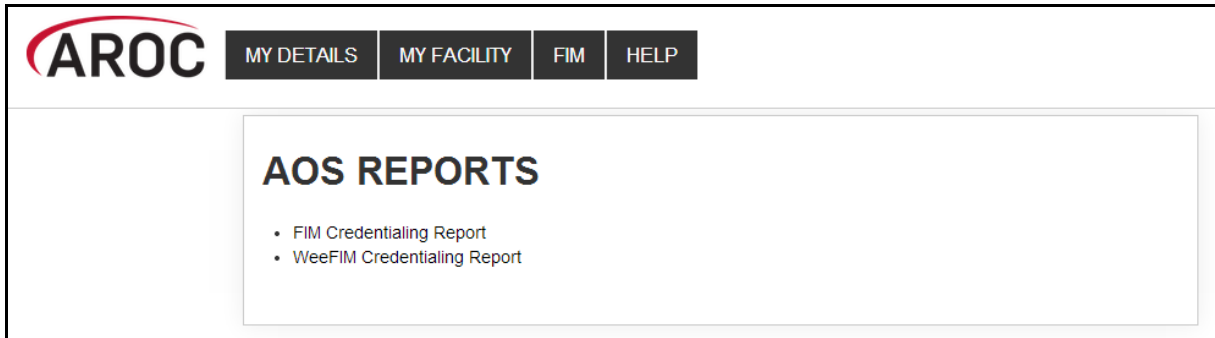 AROC MY DETAILS MY FACILITY FIM HELP
AOS REPORTS
• FIM Credentialing Report
• WeeFIM Credentialing Report